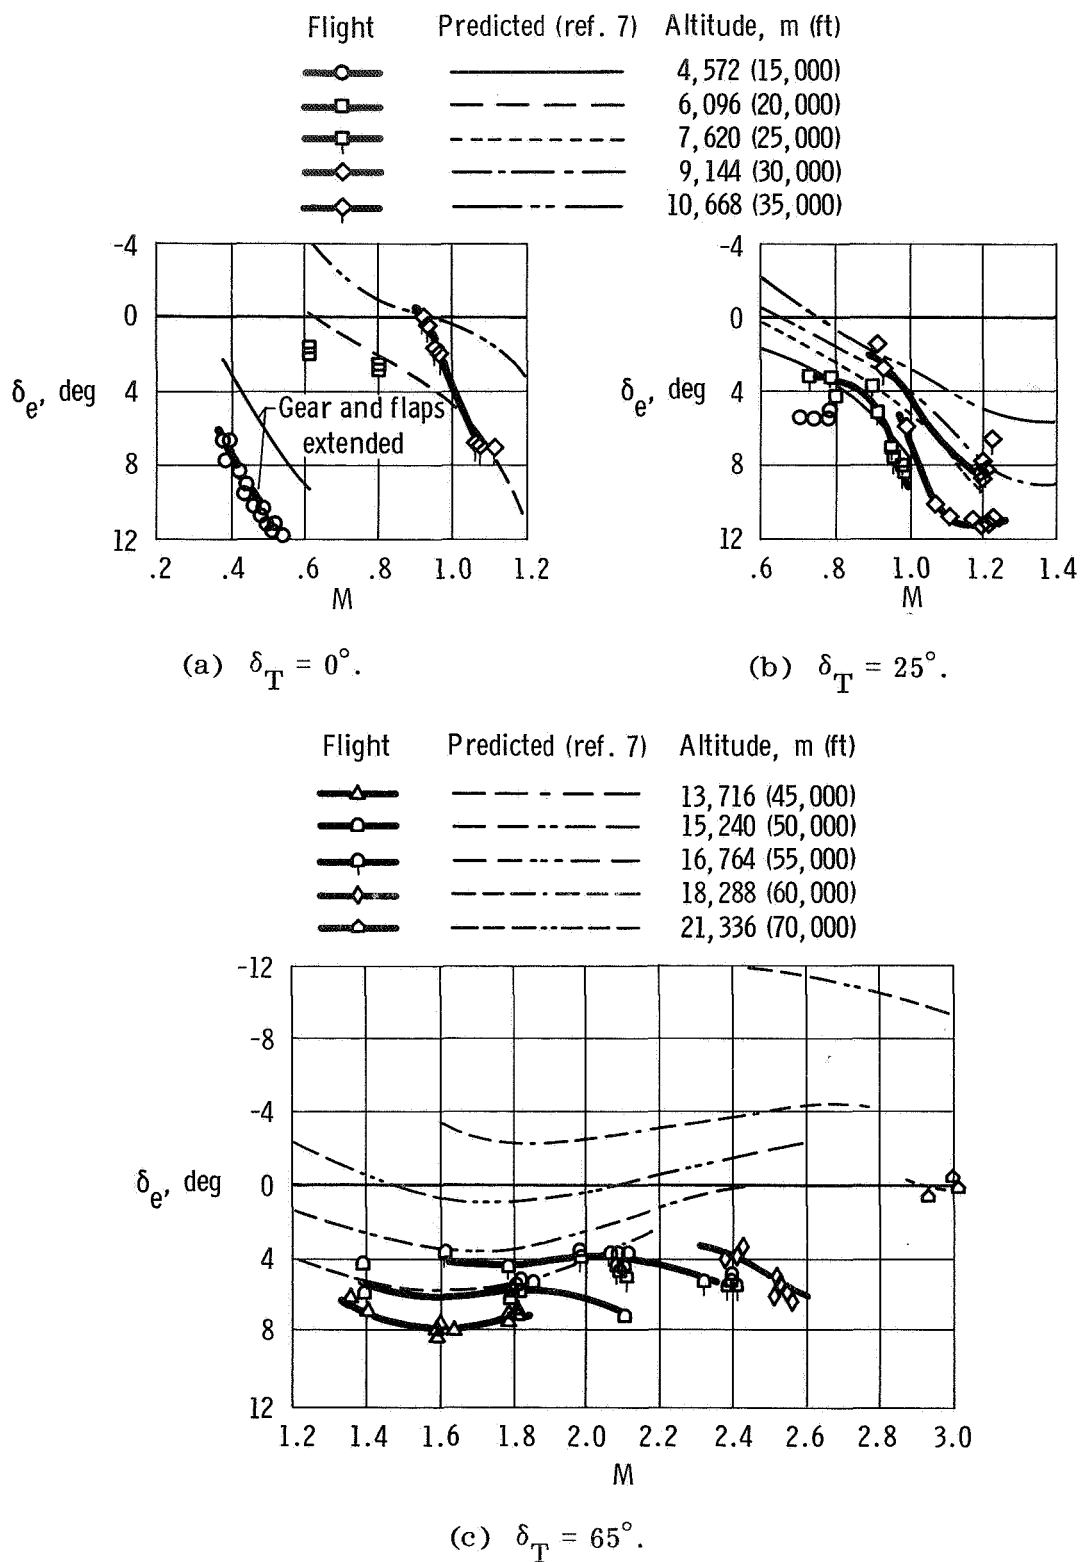 Flight Predicted (ref. 7) Altitude, m (ft)
4,572 (15,000)
6,096 (20,000)
7,620 (25,000)
9,144 (30,000)
10,668 (35,000)
-4
0
4
8
12
δe, deg
Gear and flaps
extended
.2 .4 .6 .8 1.0 1.2
M
(a) δT = 0°.
-4
0
4
8
12
δe, deg
.6 .8 1.0 1.2 1.4
M
(b) δT = 25°.
Flight Predicted (ref. 7) Altitude, m (ft)
13,716 (45,000)
15,240 (50,000)
16,764 (55,000)
18,288 (60,000)
21,336 (70,000)
-12
-8
-4
0
4
8
12
δe, deg
1.2 1.4 1.6 1.8 2.0 2.2 2.4 2.6 2.8 3.0
M
(c) δT = 65°.